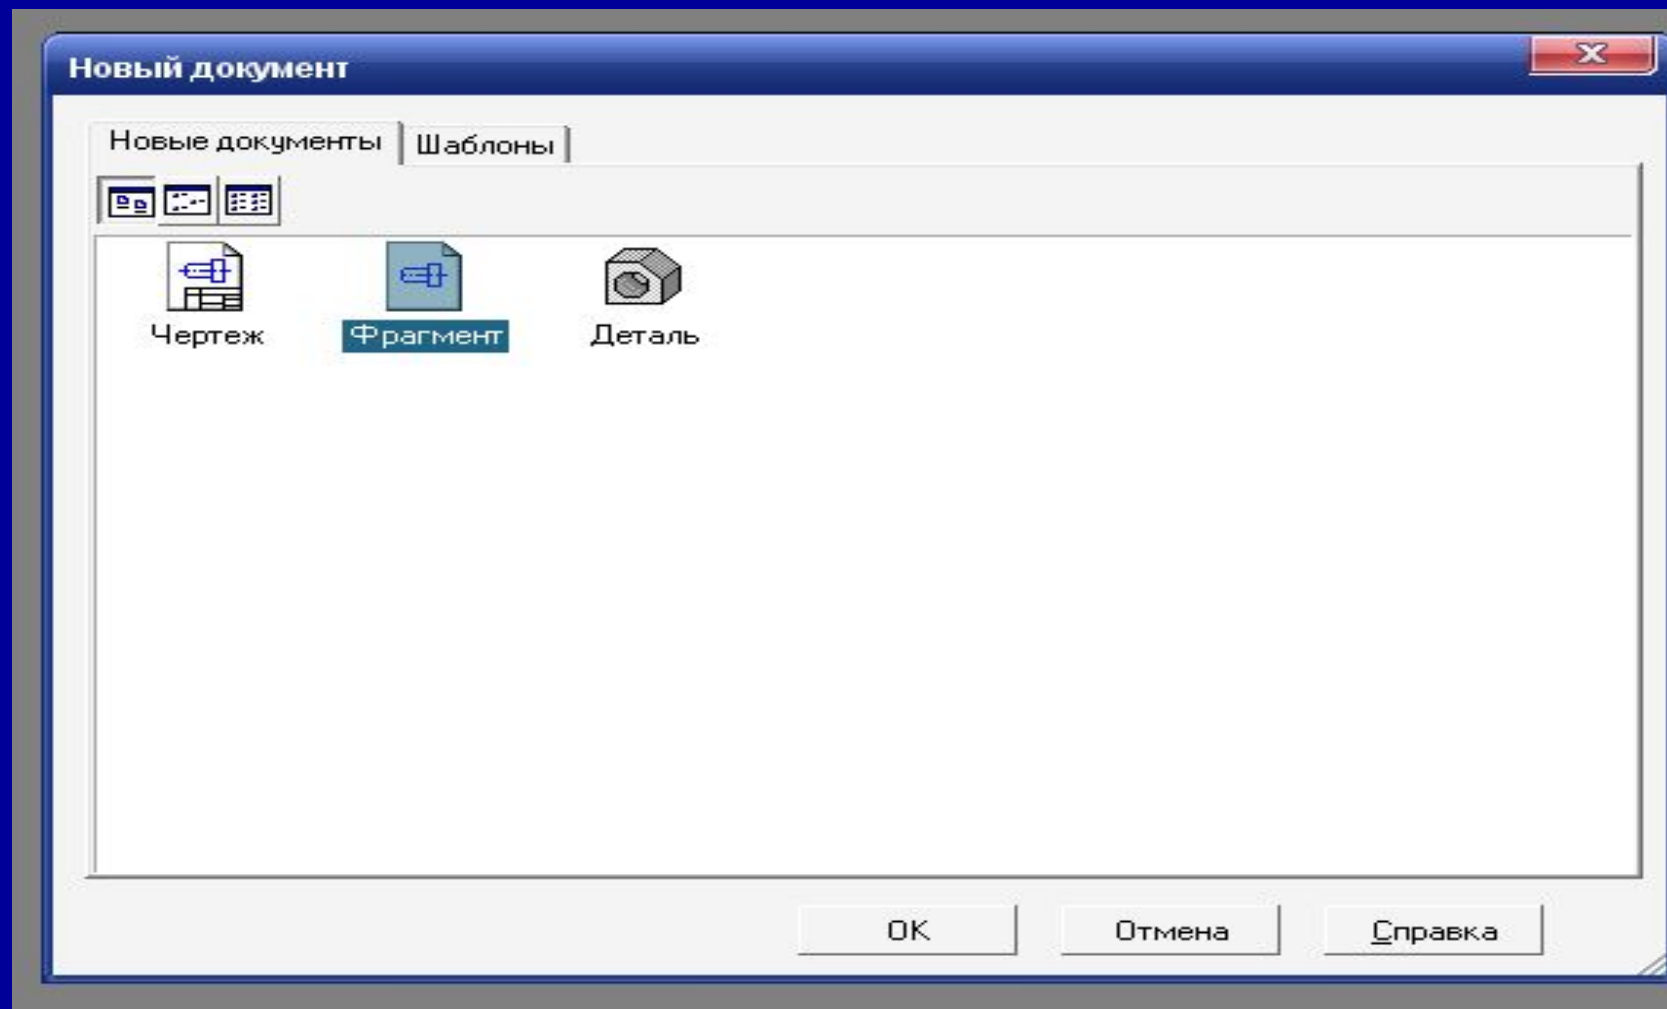 Новый документ
Новые документы Шаблоны
Чертеж Фрагмент Деталь
OK Отмена Справка